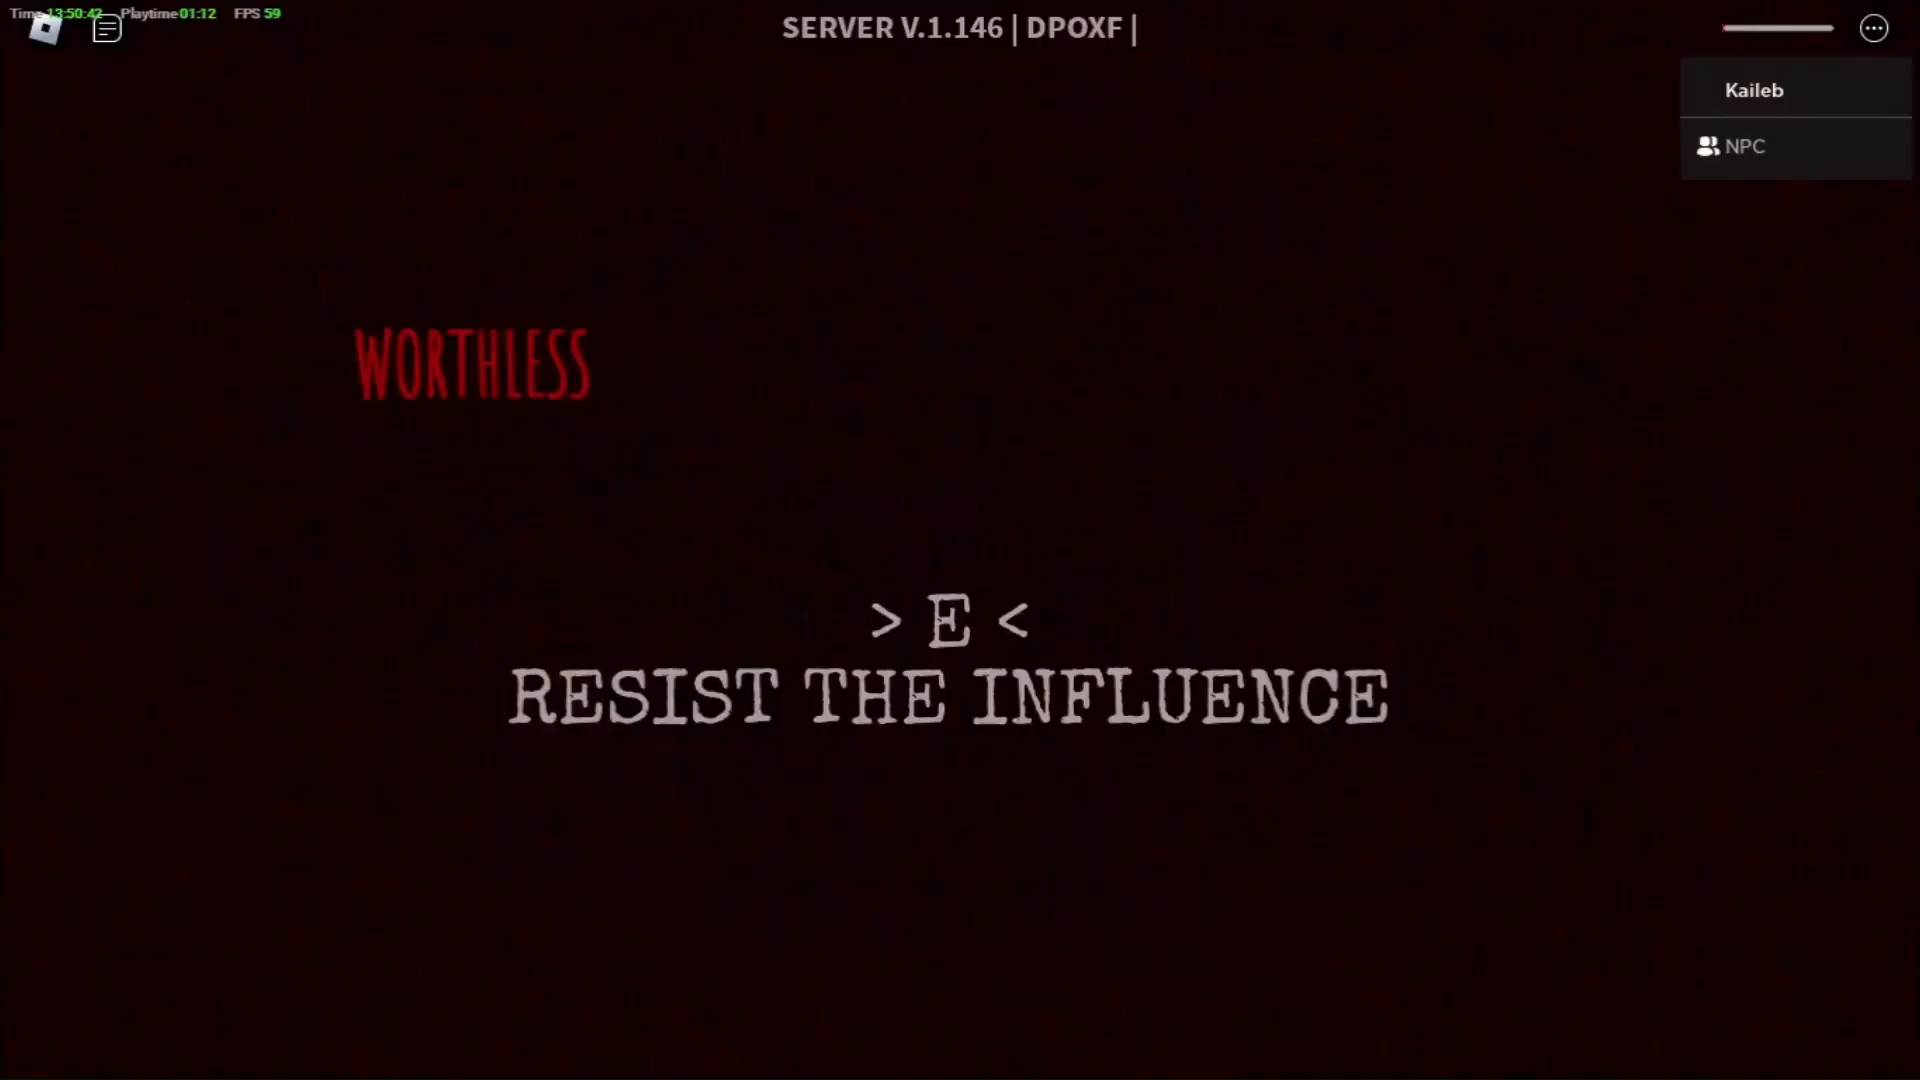 Time 13:50:42 Playtime 01:12 FPS 59
SERVER V.1.146 | DPOXF |
Kaileb
NPC
WORTHLESS
> E <
RESIST THE INFLUENCE